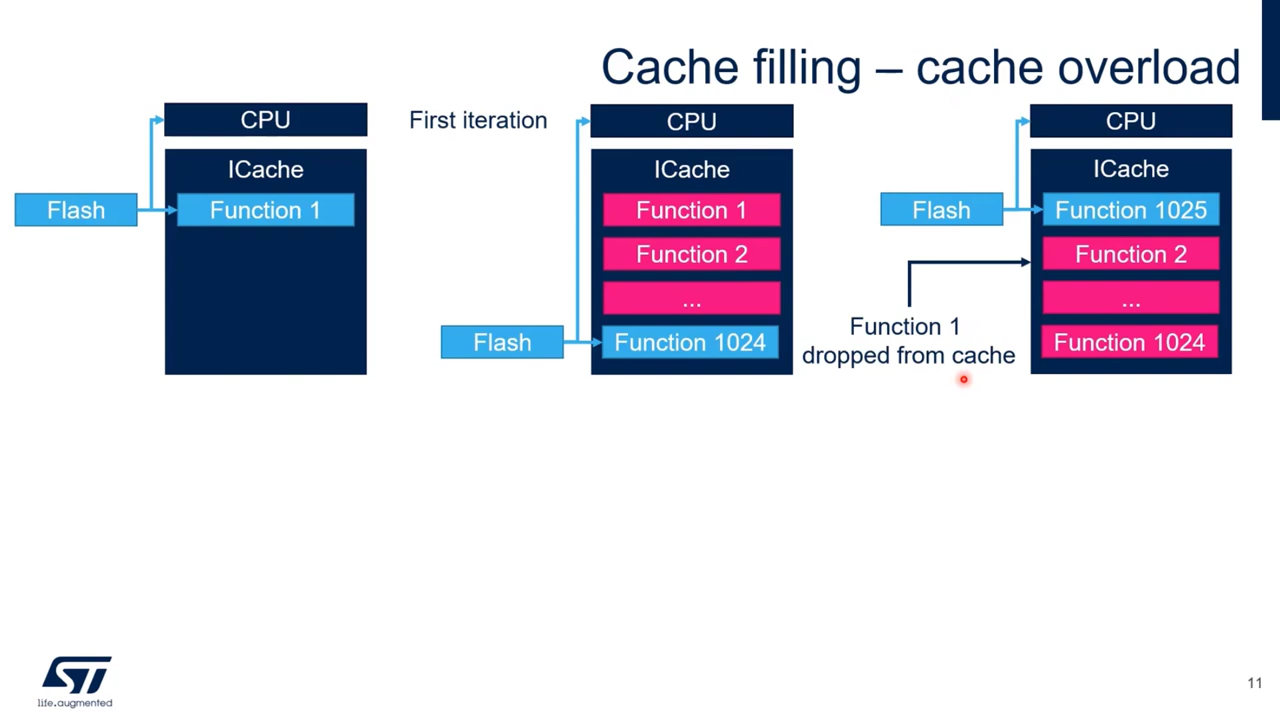 Cache filling – cache overload
CPU
ICache
Flash
Function 1
First iteration
CPU
ICache
Function 1
Function 2
...
Flash
Function 1024
CPU
ICache
Flash
Function 1025
Function 2
...
Function 1024
Function 1
dropped from cache
ST
life.augmented
11